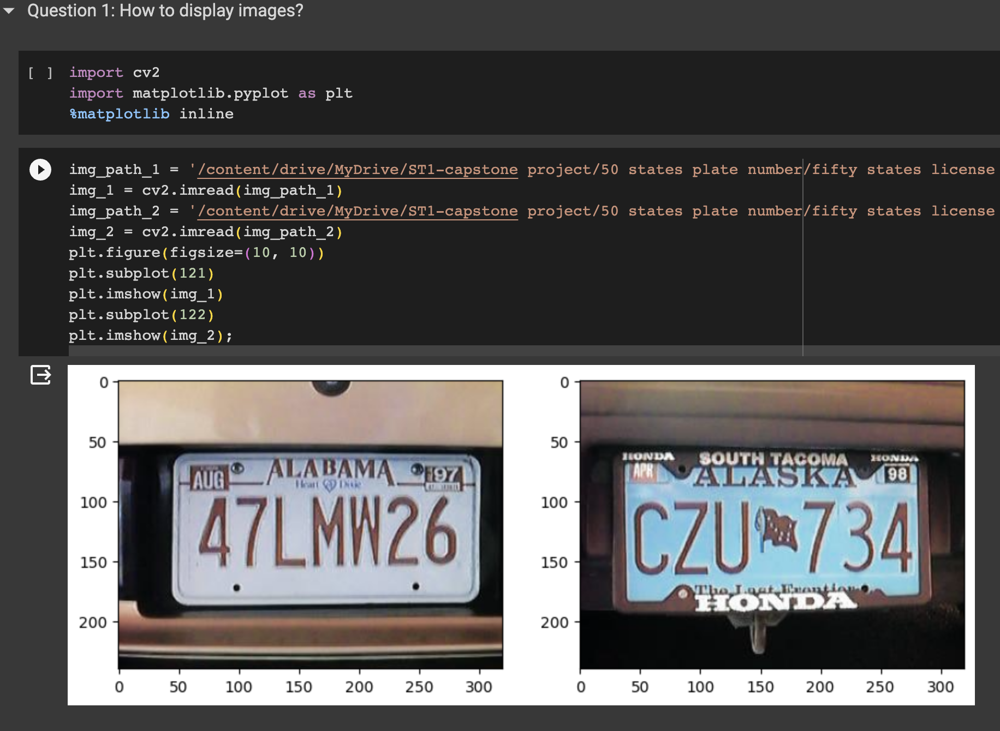 Question 1: How to display images?
[ ] import cv2
import matplotlib.pyplot as plt
%matplotlib inline
img_path_1 = '/content/drive/MyDrive/ST1-capstone project/50 states plate number/fifty states license
img_1 = cv2.imread(img_path_1)
img_path_2 = '/content/drive/MyDrive/ST1-capstone project/50 states plate number/fifty states license
img_2 = cv2.imread(img_path_2)
plt.figure(figsize=(10, 10))
plt.subplot(121)
plt.imshow(img_1)
plt.subplot(122)
plt.imshow(img_2);
0
50
100
150
200
0 50 100 150 200 250 300
AUG ALABAMA 97
Heart Dixie
47LMW26
0
50
100
150
200
0 50 100 150 200 250 300
HONDA SOUTH TACOMA HONDA
APR ALASKA 98
CZU 734
The Last Frontier
HONDA